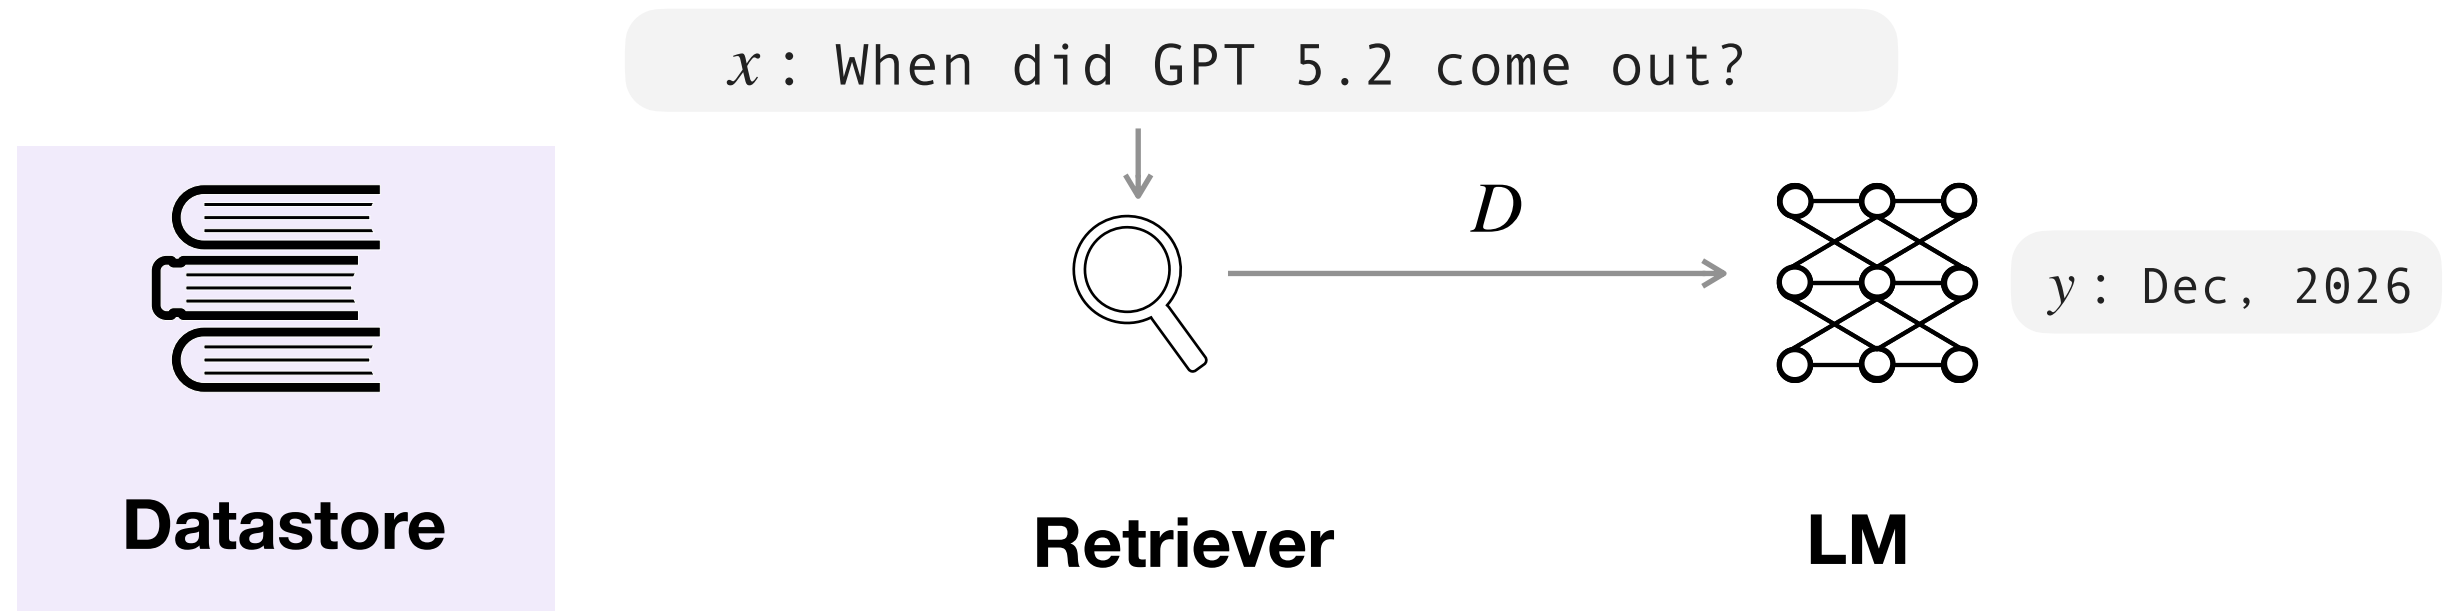 x : When did GPT 5.2 come out?
D
y : Dec, 2026
Datastore
Retriever
LM